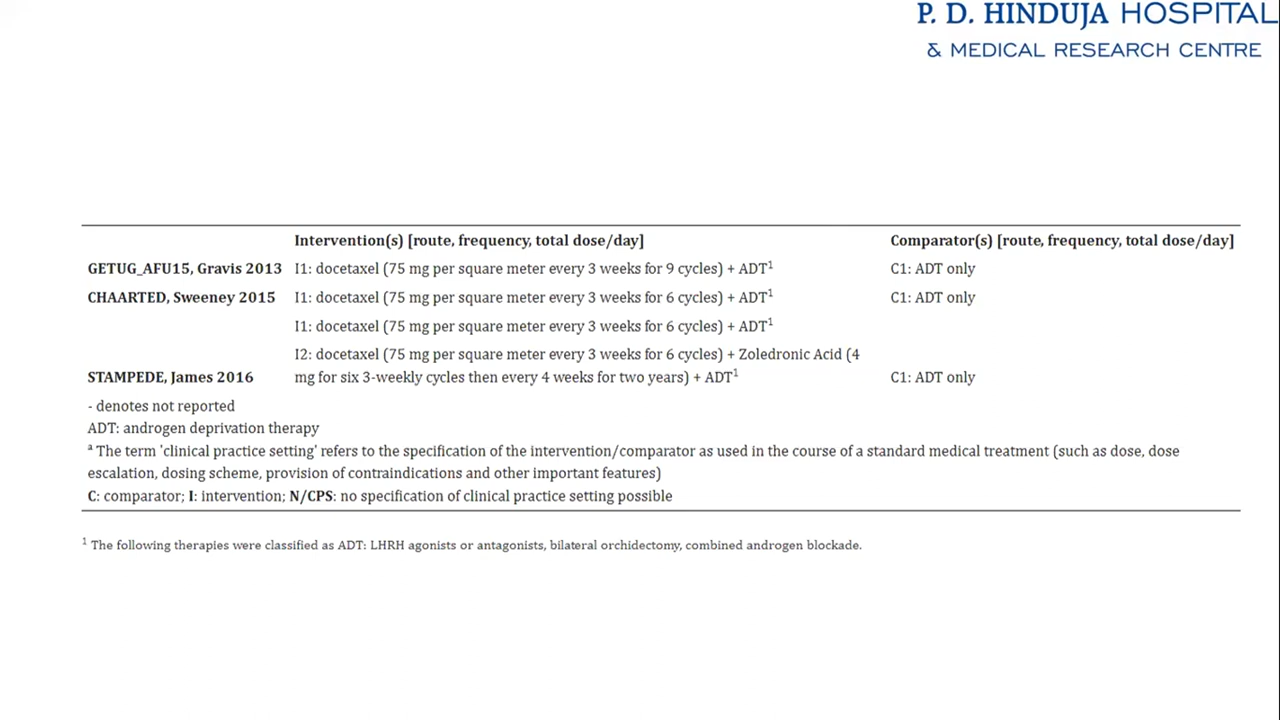 P. D. HINDUJA HOSPITAL
& MEDICAL RESEARCH CENTRE
Intervention(s) [route, frequency, total dose/day] Comparator(s) [route, frequency, total dose/day]
GETUG_AFU15, Gravis 2013 I1: docetaxel (75 mg per square meter every 3 weeks for 9 cycles) + ADT¹ C1: ADT only
CHAARTED, Sweeney 2015 I1: docetaxel (75 mg per square meter every 3 weeks for 6 cycles) + ADT¹ C1: ADT only
I1: docetaxel (75 mg per square meter every 3 weeks for 6 cycles) + ADT¹
I2: docetaxel (75 mg per square meter every 3 weeks for 6 cycles) + Zoledronic Acid (4
STAMPEDE, James 2016 mg for six 3-weekly cycles then every 4 weeks for two years) + ADT¹ C1: ADT only
- denotes not reported
ADT: androgen deprivation therapy
ª The term 'clinical practice setting' refers to the specification of the intervention/comparator as used in the course of a standard medical treatment (such as dose, dose
escalation, dosing scheme, provision of contraindications and other important features)
C: comparator; I: intervention; N/CPS: no specification of clinical practice setting possible
¹ The following therapies were classified as ADT: LHRH agonists or antagonists, bilateral orchidectomy, combined androgen blockade.